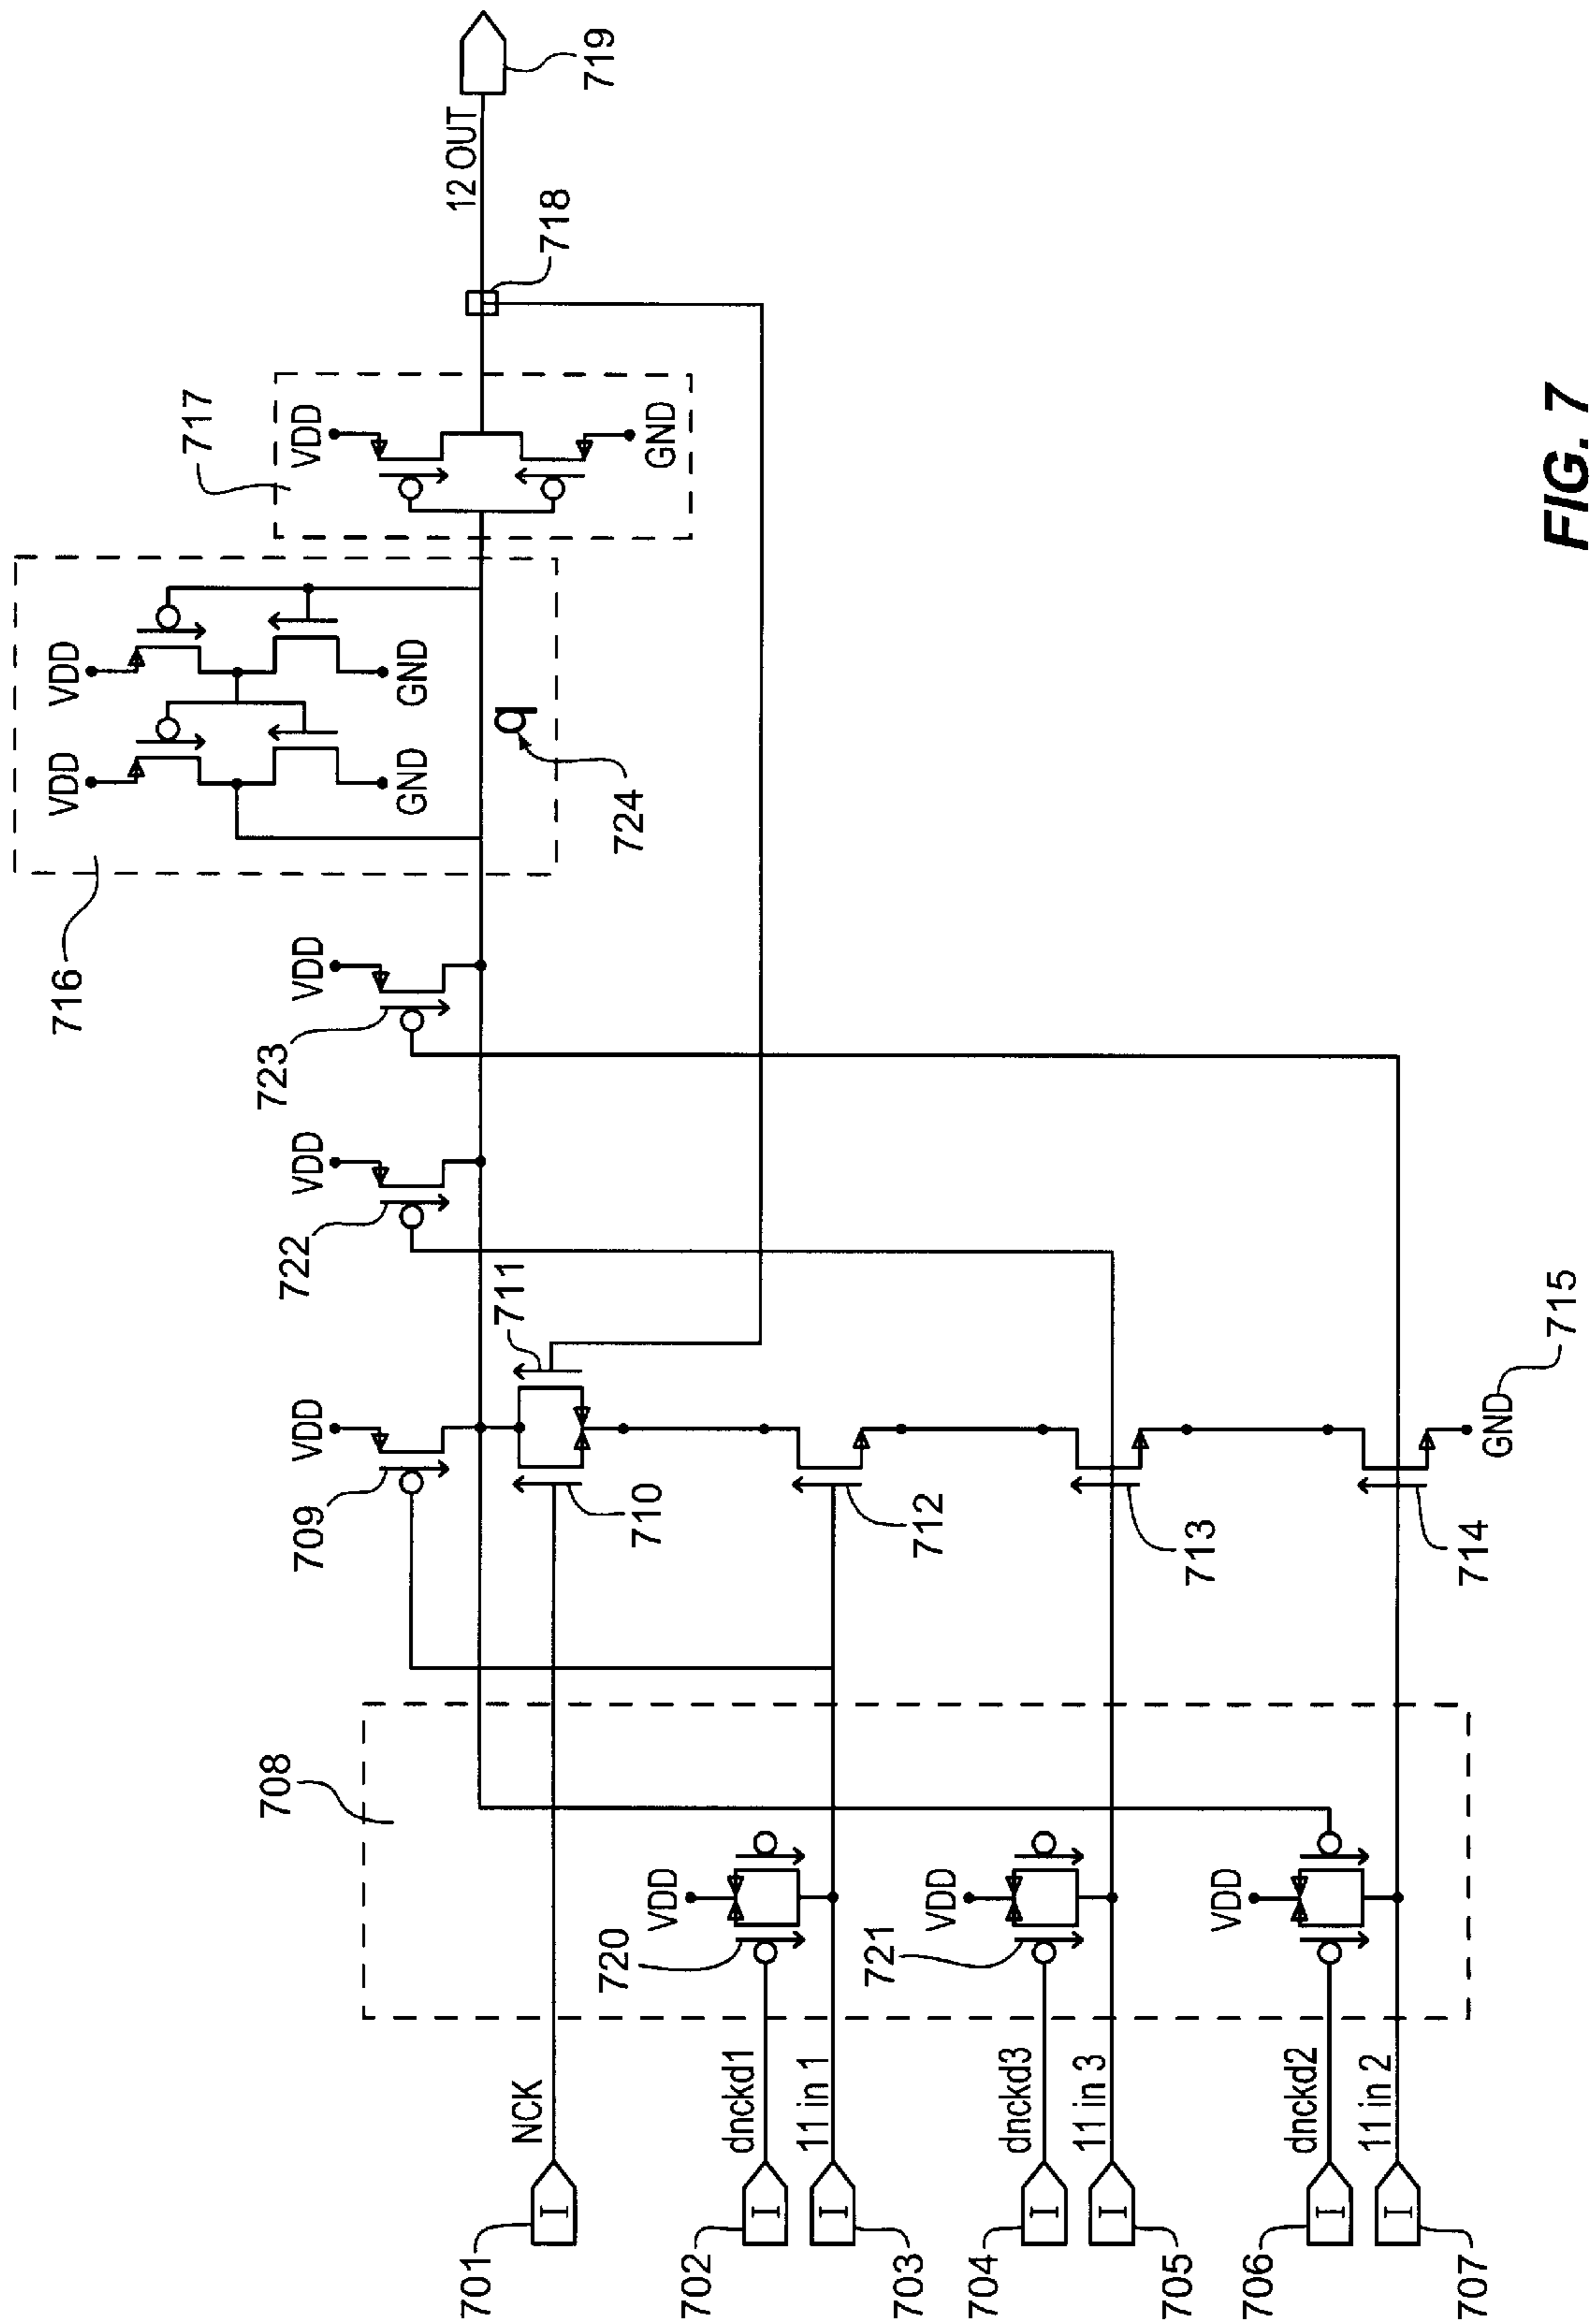 701
I
NCK
702
I
dnckd1
703
I
11 in 1
704
I
dnckd3
705
I
11 in 3
706
I
dnckd2
707
I
11 in 2
708
VDD
720
VDD
721
VDD
709
VDD
710
711
712
713
714
GND
715
722
VDD
723
VDD
716
VDD
VDD
GND
GND
q
724
717
VDD
GND
718
12 OUT
719
FIG. 7